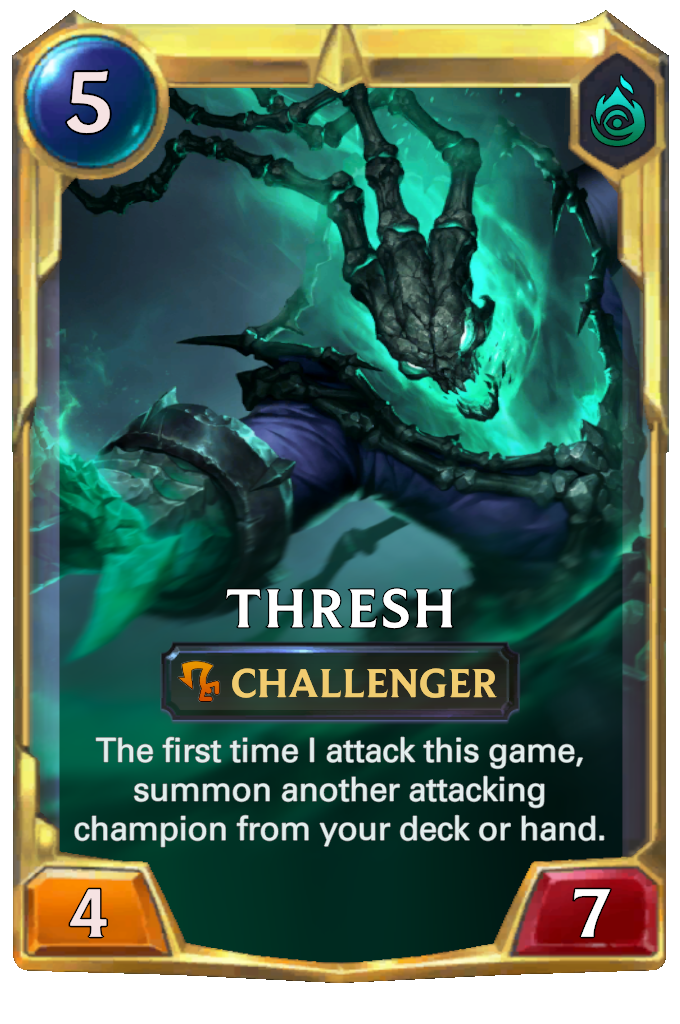 5
THRESH
CHALLENGER
The first time I attack this game,
summon another attacking
champion from your deck or hand.
4
7